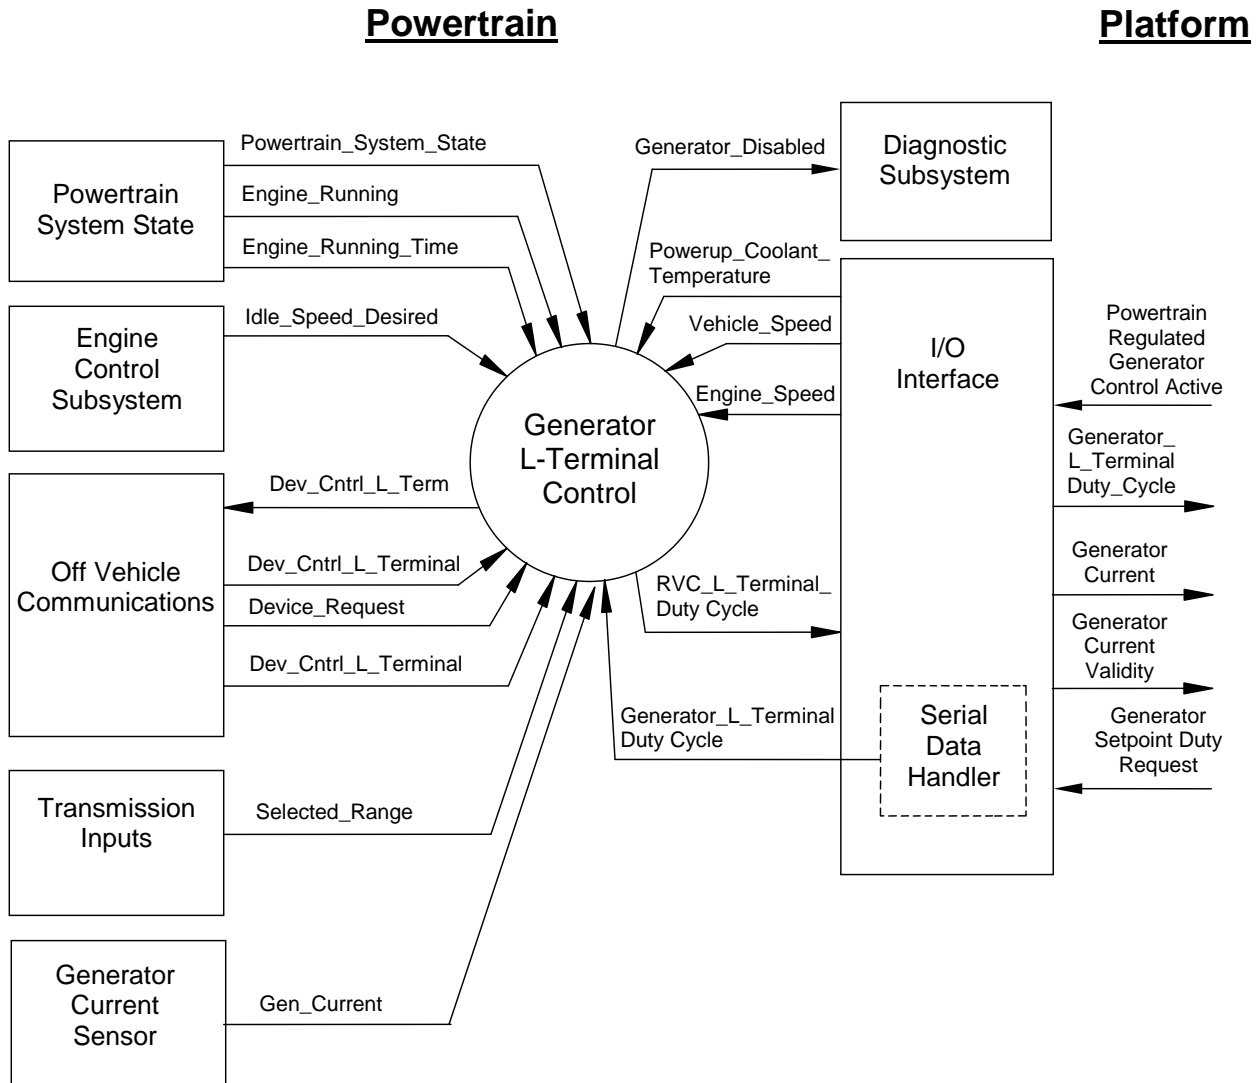 Powertrain
Platform
Powertrain
System State
Powertrain_System_State
Engine_Running
Engine_Running_Time
Engine
Control
Subsystem
Idle_Speed_Desired
Off Vehicle
Communications
Dev_Cntrl_L_Term
Dev_Cntrl_L_Terminal
Device_Request
Dev_Cntrl_L_Terminal
Transmission
Inputs
Selected_Range
Generator
Current
Sensor
Gen_Current
Generator
L-Terminal
Control
Generator_Disabled
Diagnostic
Subsystem
Powerup_Coolant_
Temperature
Vehicle_Speed
Engine_Speed
RVC_L_Terminal_
Duty Cycle
Generator_L_Terminal
Duty Cycle
I/O
Interface
Serial
Data
Handler
Powertrain
Regulated
Generator
Control Active
Generator_
L_Terminal
Duty_Cycle
Generator
Current
Generator
Current
Validity
Generator
Setpoint Duty
Request